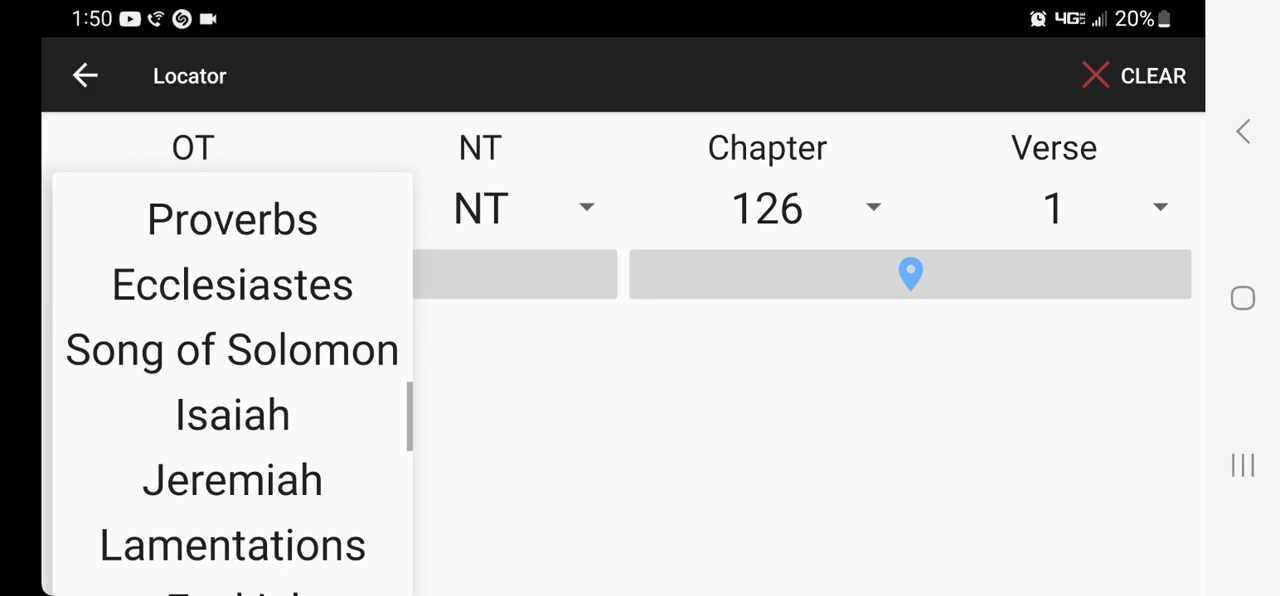 1:50 4G 20%
Locator CLEAR
OT NT Chapter Verse
NT 126 1
Proverbs
Ecclesiastes
Song of Solomon
Isaiah
Jeremiah
Lamentations